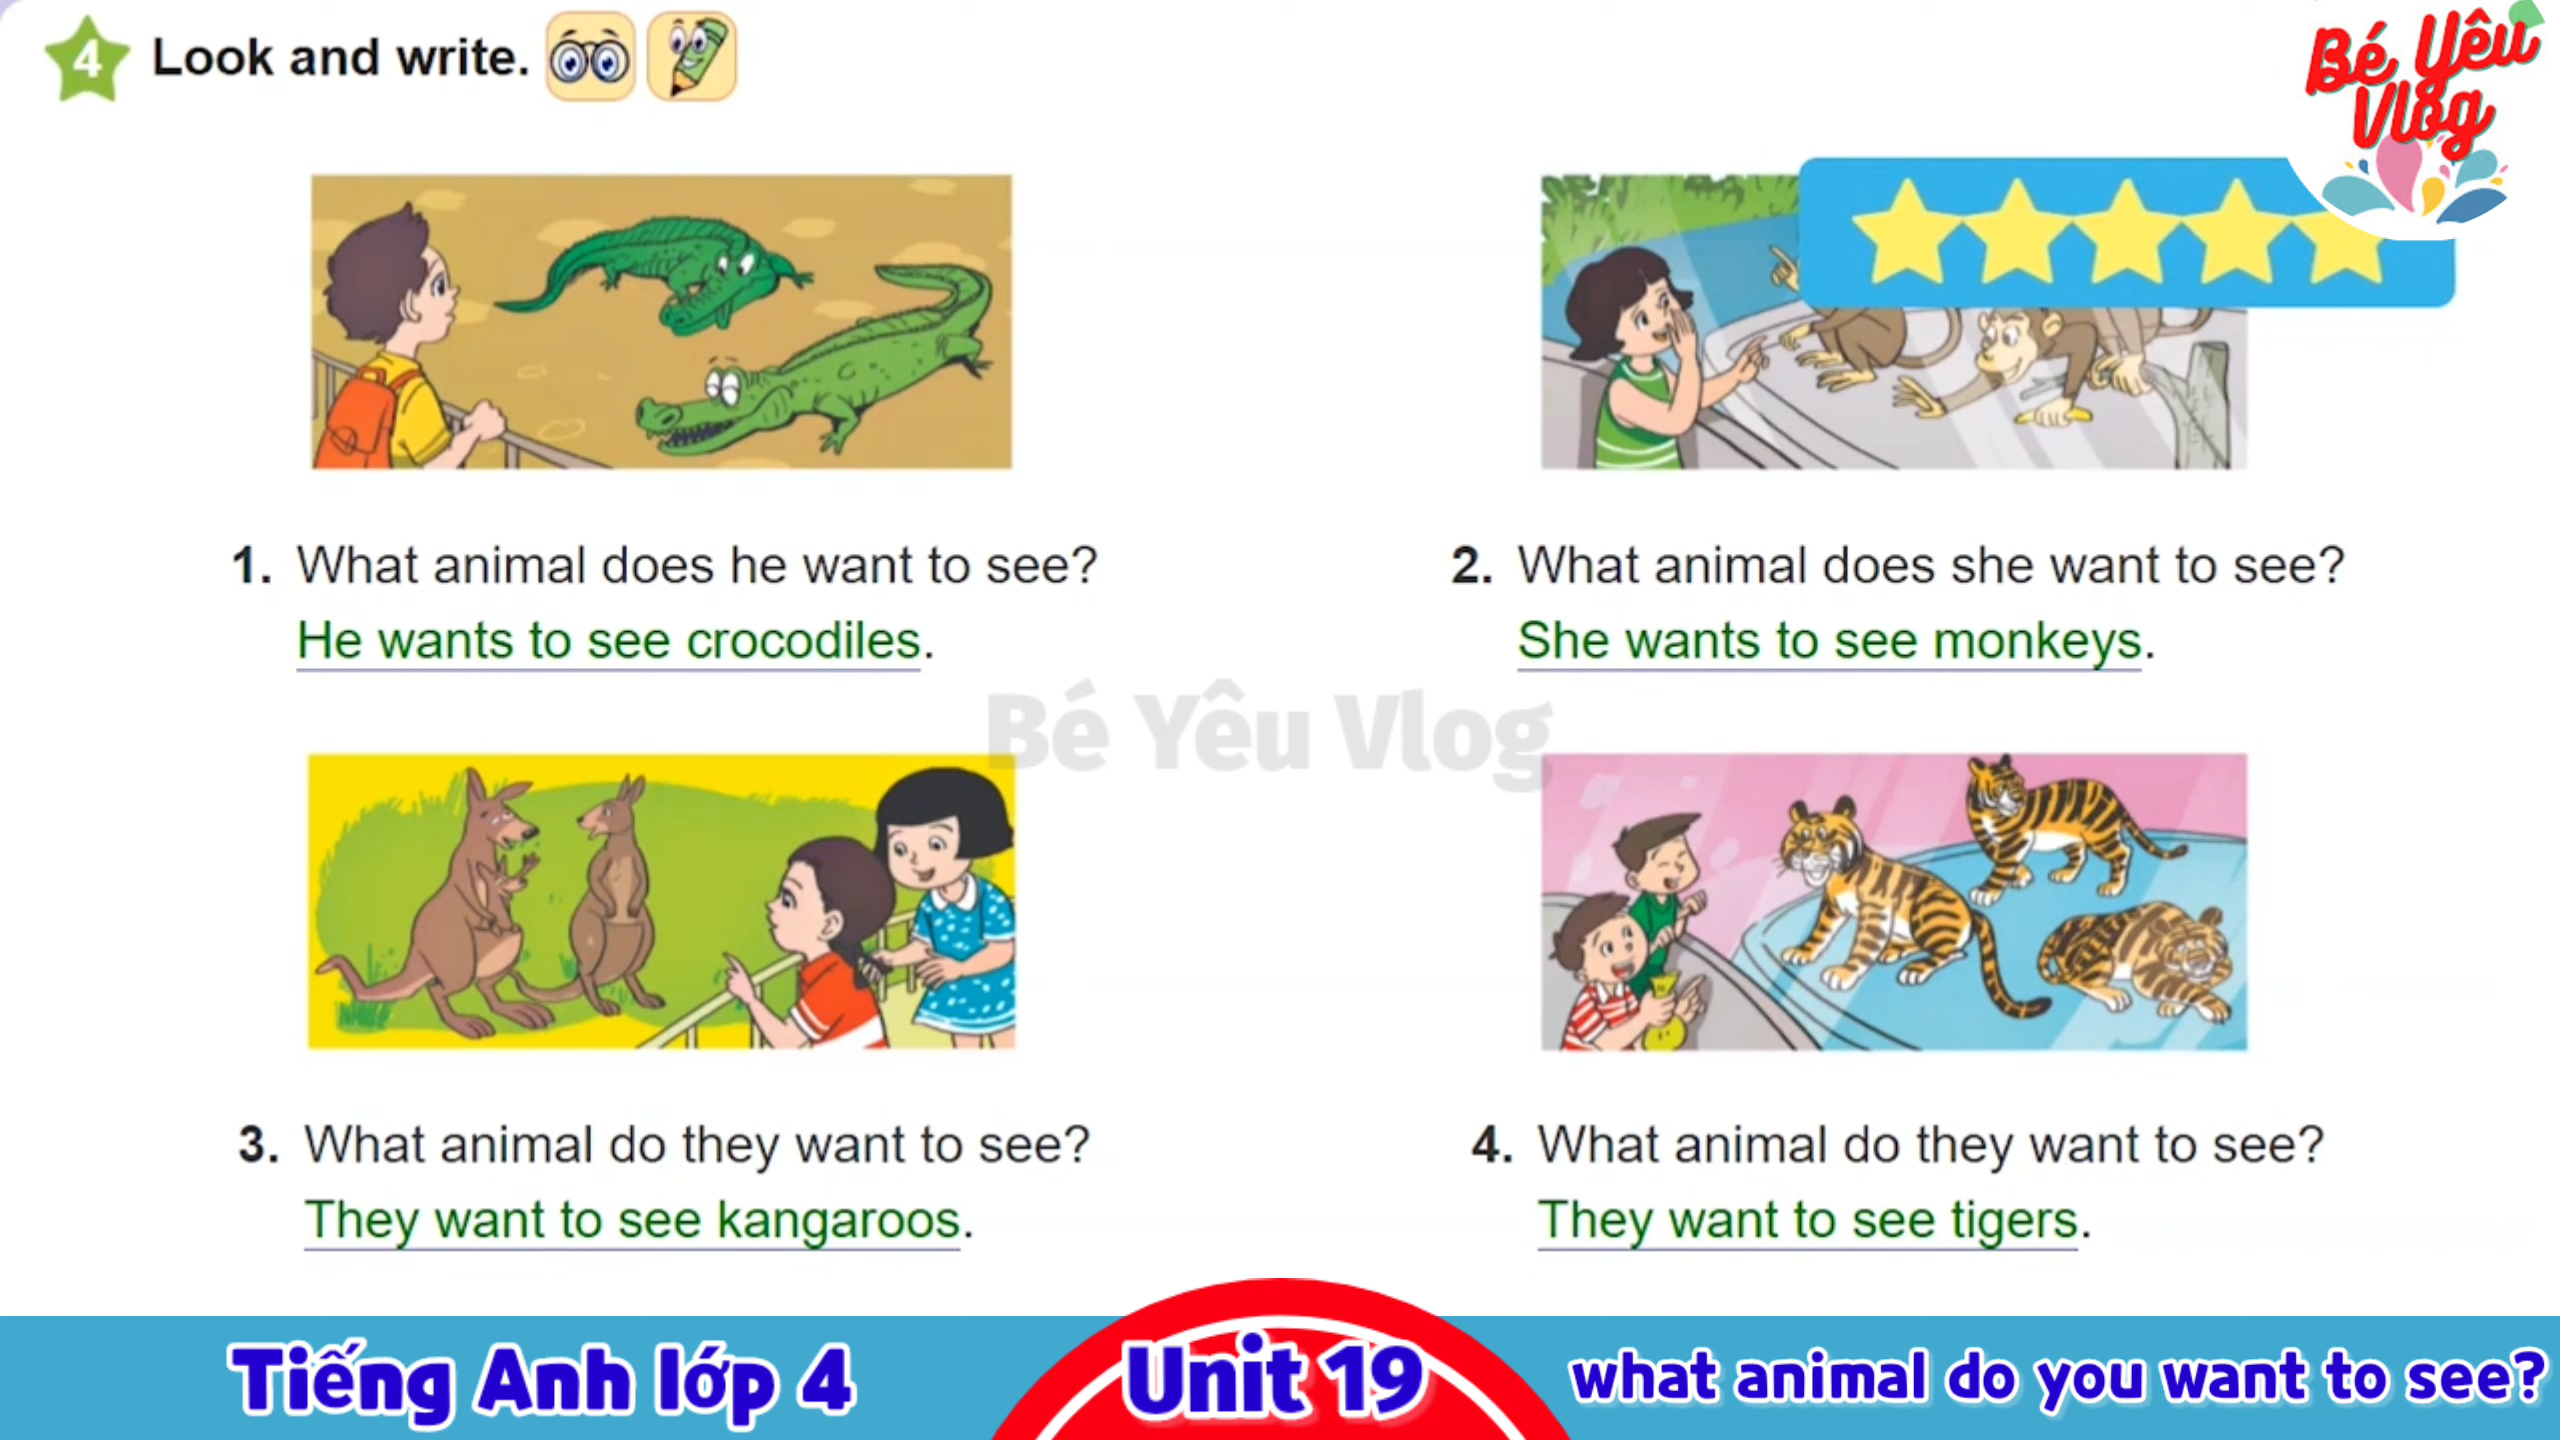 4 Look and write.
Bé Yêu
Vlog
1. What animal does he want to see?
He wants to see crocodiles.
2. What animal does she want to see?
She wants to see monkeys.
Bé Yêu Vlog
3. What animal do they want to see?
They want to see kangaroos.
4. What animal do they want to see?
They want to see tigers.
Tiếng Anh lớp 4
Unit 19
what animal do you want to see?